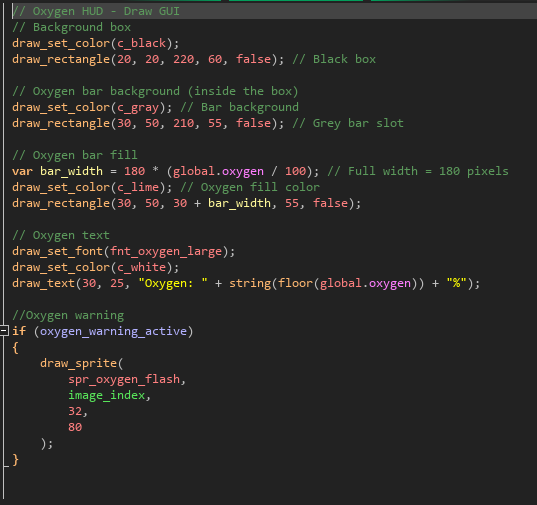 // Oxygen HUD - Draw GUI
// Background box
draw_set_color(c_black);
draw_rectangle(20, 20, 220, 60, false); // Black box
// Oxygen bar background (inside the box)
draw_set_color(c_gray); // Bar background
draw_rectangle(30, 50, 210, 55, false); // Grey bar slot
// Oxygen bar fill
var bar_width = 180 * (global.oxygen / 100); // Full width = 180 pixels
draw_set_color(c_lime); // Oxygen fill color
draw_rectangle(30, 50, 30 + bar_width, 55, false);
// Oxygen text
draw_set_font(fnt_oxygen_large);
draw_set_color(c_white);
draw_text(30, 25, "Oxygen: " + string(floor(global.oxygen)) + "%");
//Oxygen warning
if (oxygen_warning_active)
{
    draw_sprite(
        spr_oxygen_flash,
        image_index,
        32,
        80
    );
}